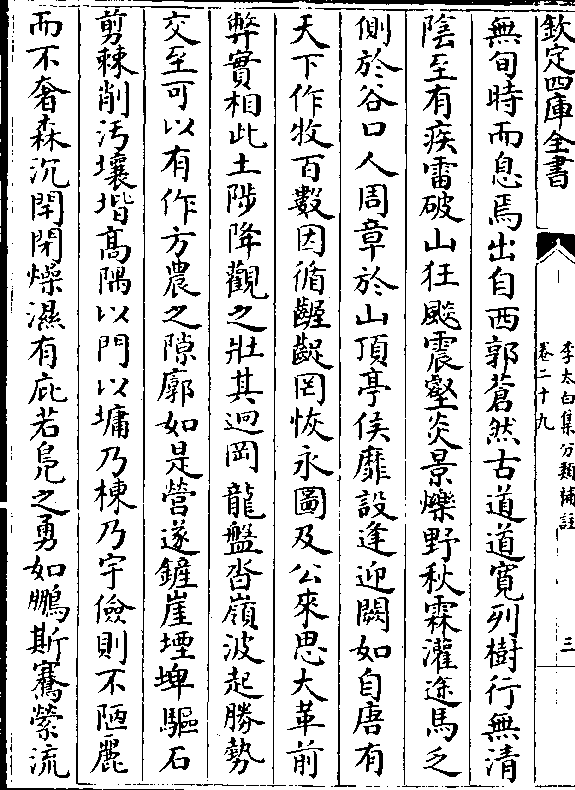 欽定四庫全書
李太白集分類補註
卷二十九
三
無旬時而息焉出自西郭蒼然古道道寬列樹行無清
陰至有疾雷破山狂飈震壑炎景爍野秋霖灌途馬乏
側於谷口人周章於山頂亭侯靡設逢迎闕如自唐有
天下作牧百數因循齷齪罔恢永圖及公來思大革前
弊實相此土陟降觀之壯其迴岡龍盤沓嶺波起勝勢
交至可以有作方農之隙廓如是營遂鏟崖堙埤驅石
剪棘削汚壤堦髙隅以門以墉乃棟乃宇儉則不陋麗
而不奢森沉閈閎燥濕有庇若鳬之勇如鵬斯騫縈流